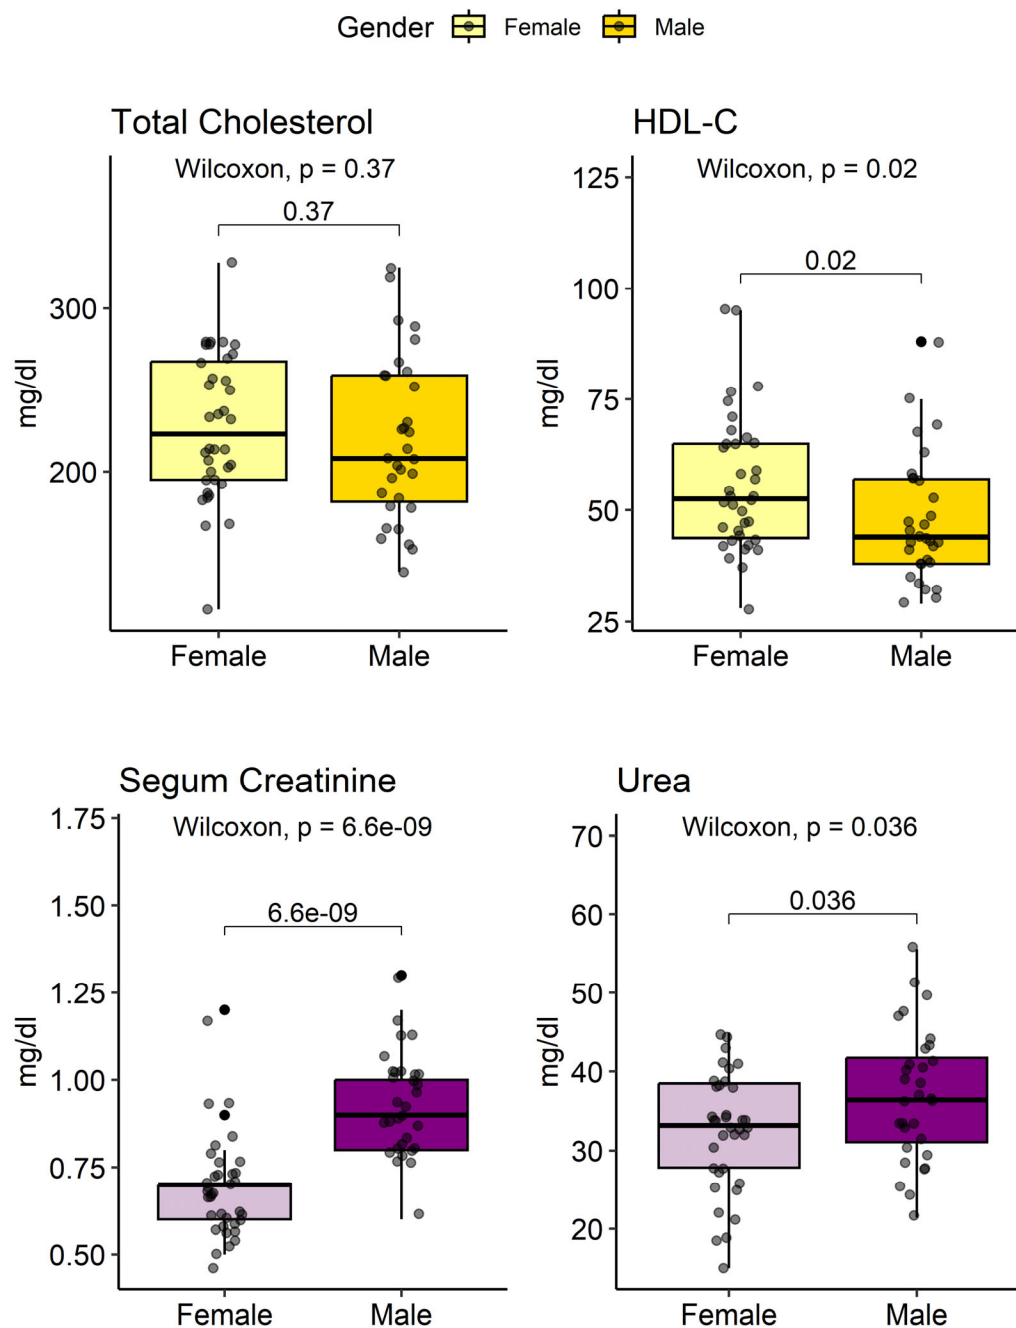 Gender Female Male
Total Cholesterol
Wilcoxon, p = 0.37
0.37
300
200
mg/dl
Female Male
HDL-C
Wilcoxon, p = 0.02
0.02
125
100
75
50
25
mg/dl
Female Male
Segum Creatinine
Wilcoxon, p = 6.6e-09
6.6e-09
1.75
1.50
1.25
1.00
0.75
0.50
mg/dl
Female Male
Urea
Wilcoxon, p = 0.036
0.036
70
60
50
40
30
20
mg/dl
Female Male